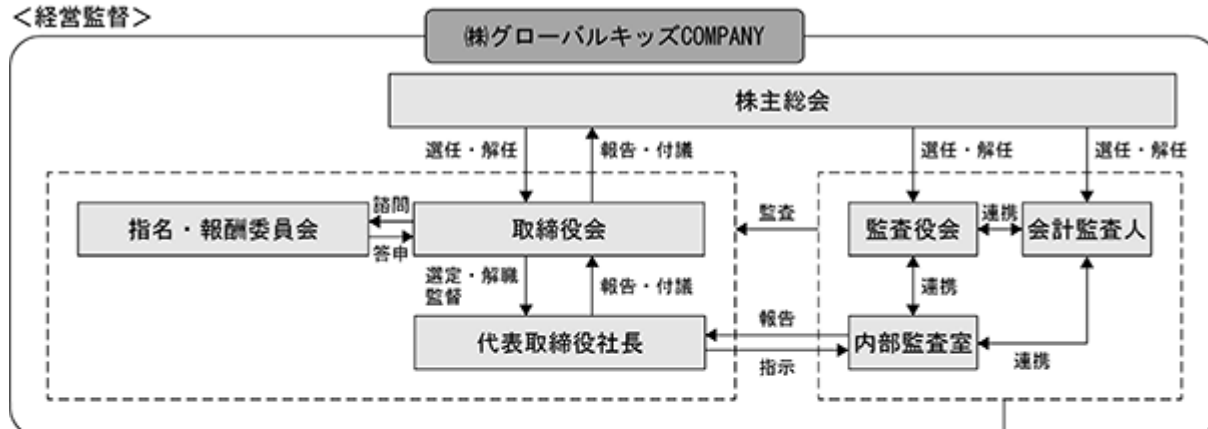 ＜経営監督＞
㈱グローバルキッズCOMPANY
株主総会
選任・解任
報告・付議
選任・解任
選任・解任
指名・報酬委員会
諮問
答申
取締役会
監査
監査役会
連携
会計監査人
選定・解職
監督
報告・付議
連携
代表取締役社長
報告
指示
内部監査室
連携